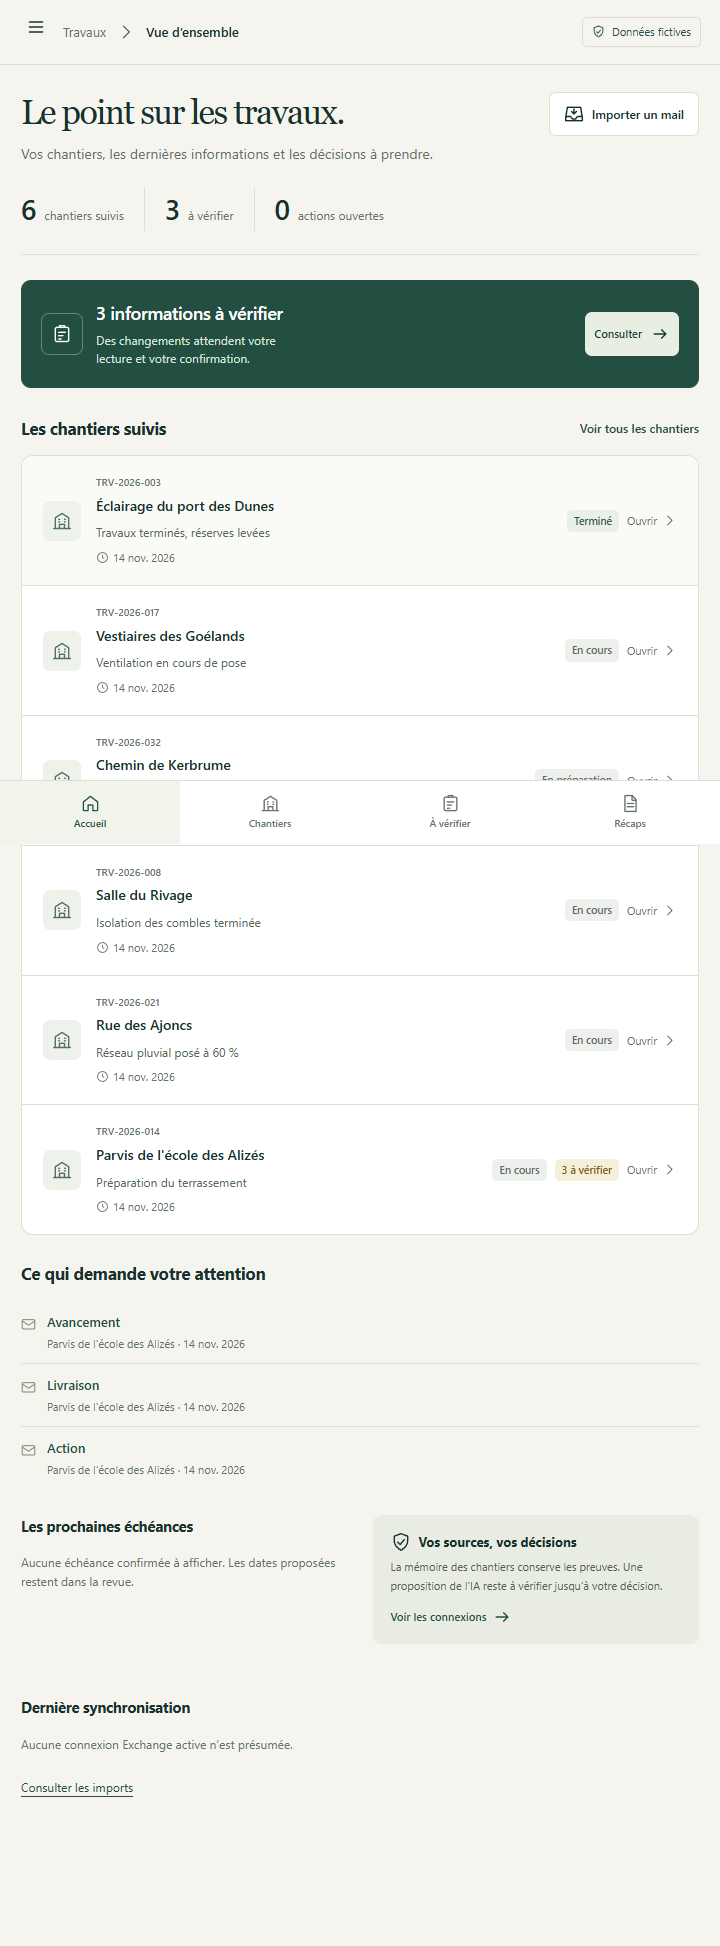 Travaux
Vue d’ensemble
Données fictives
Le point sur les travaux.
Importer un mail
Vos chantiers, les dernières informations et les décisions à prendre.
6 chantiers suivis
3 à vérifier
0 actions ouvertes
3 informations à vérifier
Des changements attendent votre
lecture et votre confirmation.
Consulter
Les chantiers suivis
Voir tous les chantiers
TRV-2026-003
Éclairage du port des Dunes
Travaux terminés, réserves levées
14 nov. 2026
Terminé
Ouvrir
TRV-2026-017
Vestiaires des Goélands
Ventilation en cours de pose
14 nov. 2026
En cours
Ouvrir
TRV-2026-032
Chemin de Kerbrume
En préparation
Ouvrir
Accueil
Chantiers
À vérifier
Récaps
TRV-2026-008
Salle du Rivage
Isolation des combles terminée
14 nov. 2026
En cours
Ouvrir
TRV-2026-021
Rue des Ajoncs
Réseau pluvial posé à 60 %
14 nov. 2026
En cours
Ouvrir
TRV-2026-014
Parvis de l'école des Alizés
Préparation du terrassement
14 nov. 2026
En cours
3 à vérifier
Ouvrir
Ce qui demande votre attention
Avancement
Parvis de l'école des Alizés · 14 nov. 2026
Livraison
Parvis de l'école des Alizés · 14 nov. 2026
Action
Parvis de l'école des Alizés · 14 nov. 2026
Les prochaines échéances
Aucune échéance confirmée à afficher. Les dates proposées
restent dans la revue.
Vos sources, vos décisions
La mémoire des chantiers conserve les preuves. Une
proposition de l’IA reste à vérifier jusqu’à votre décision.
Voir les connexions
Dernière synchronisation
Aucune connexion Exchange active n’est présumée.
Consulter les imports